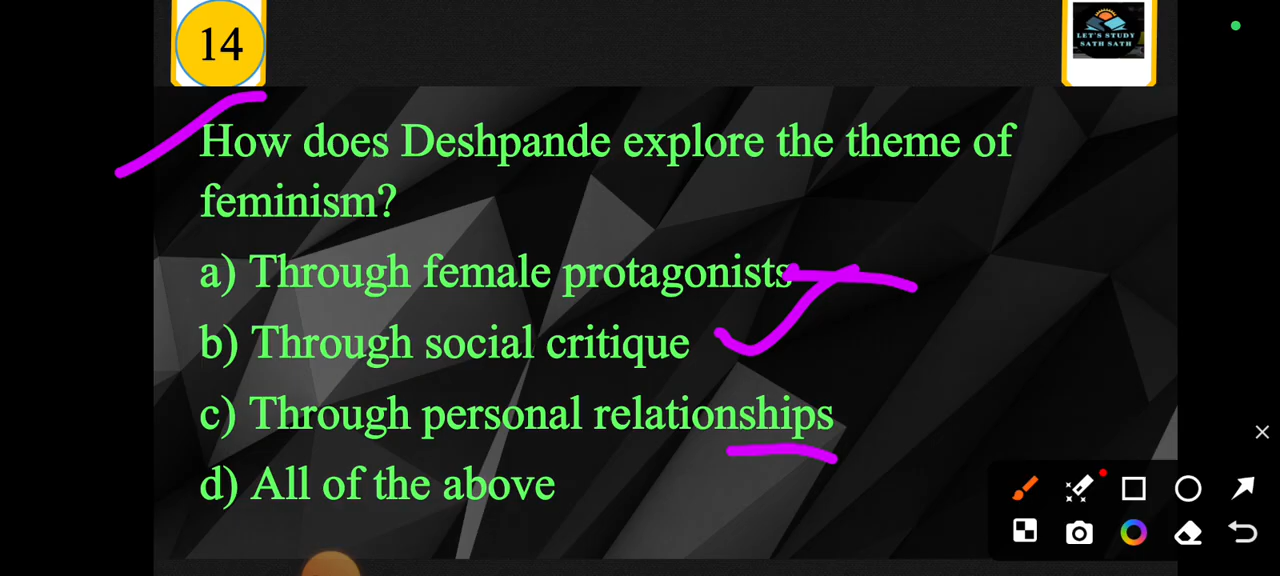 14
LET'S STUDY
SATH SATH
How does Deshpande explore the theme of
feminism?
a) Through female protagonists
b) Through social critique
c) Through personal relationships
d) All of the above